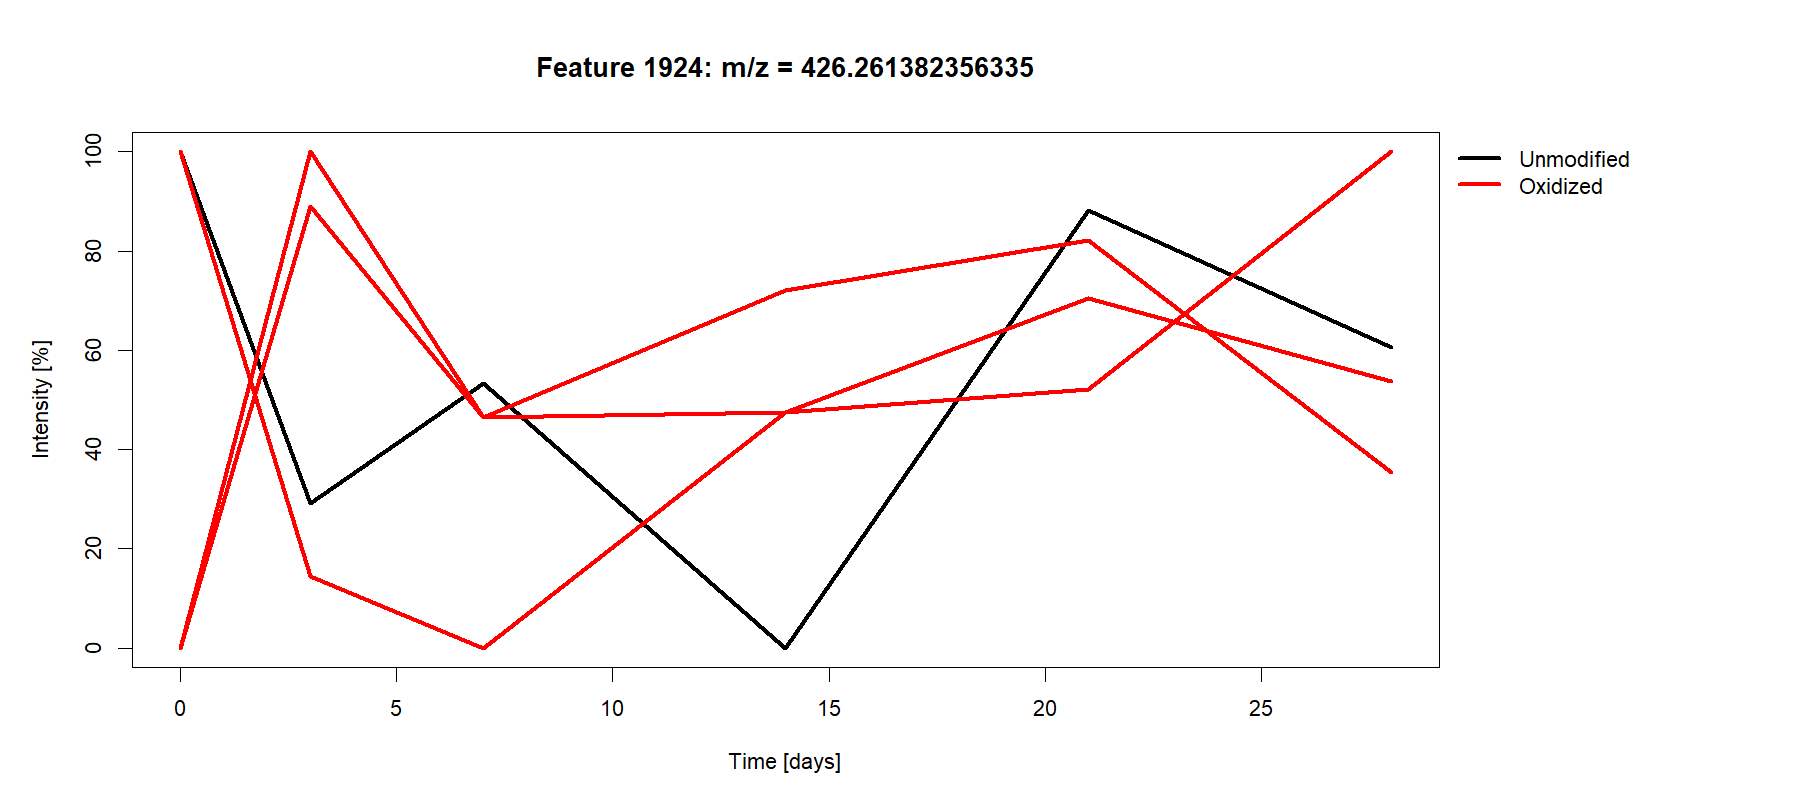 Feature 1924: m/z = 426.261382356335
Unmodified
Oxidized
Intensity [%]
100
80
60
40
20
0
0 5 10 15 20 25
Time [days]